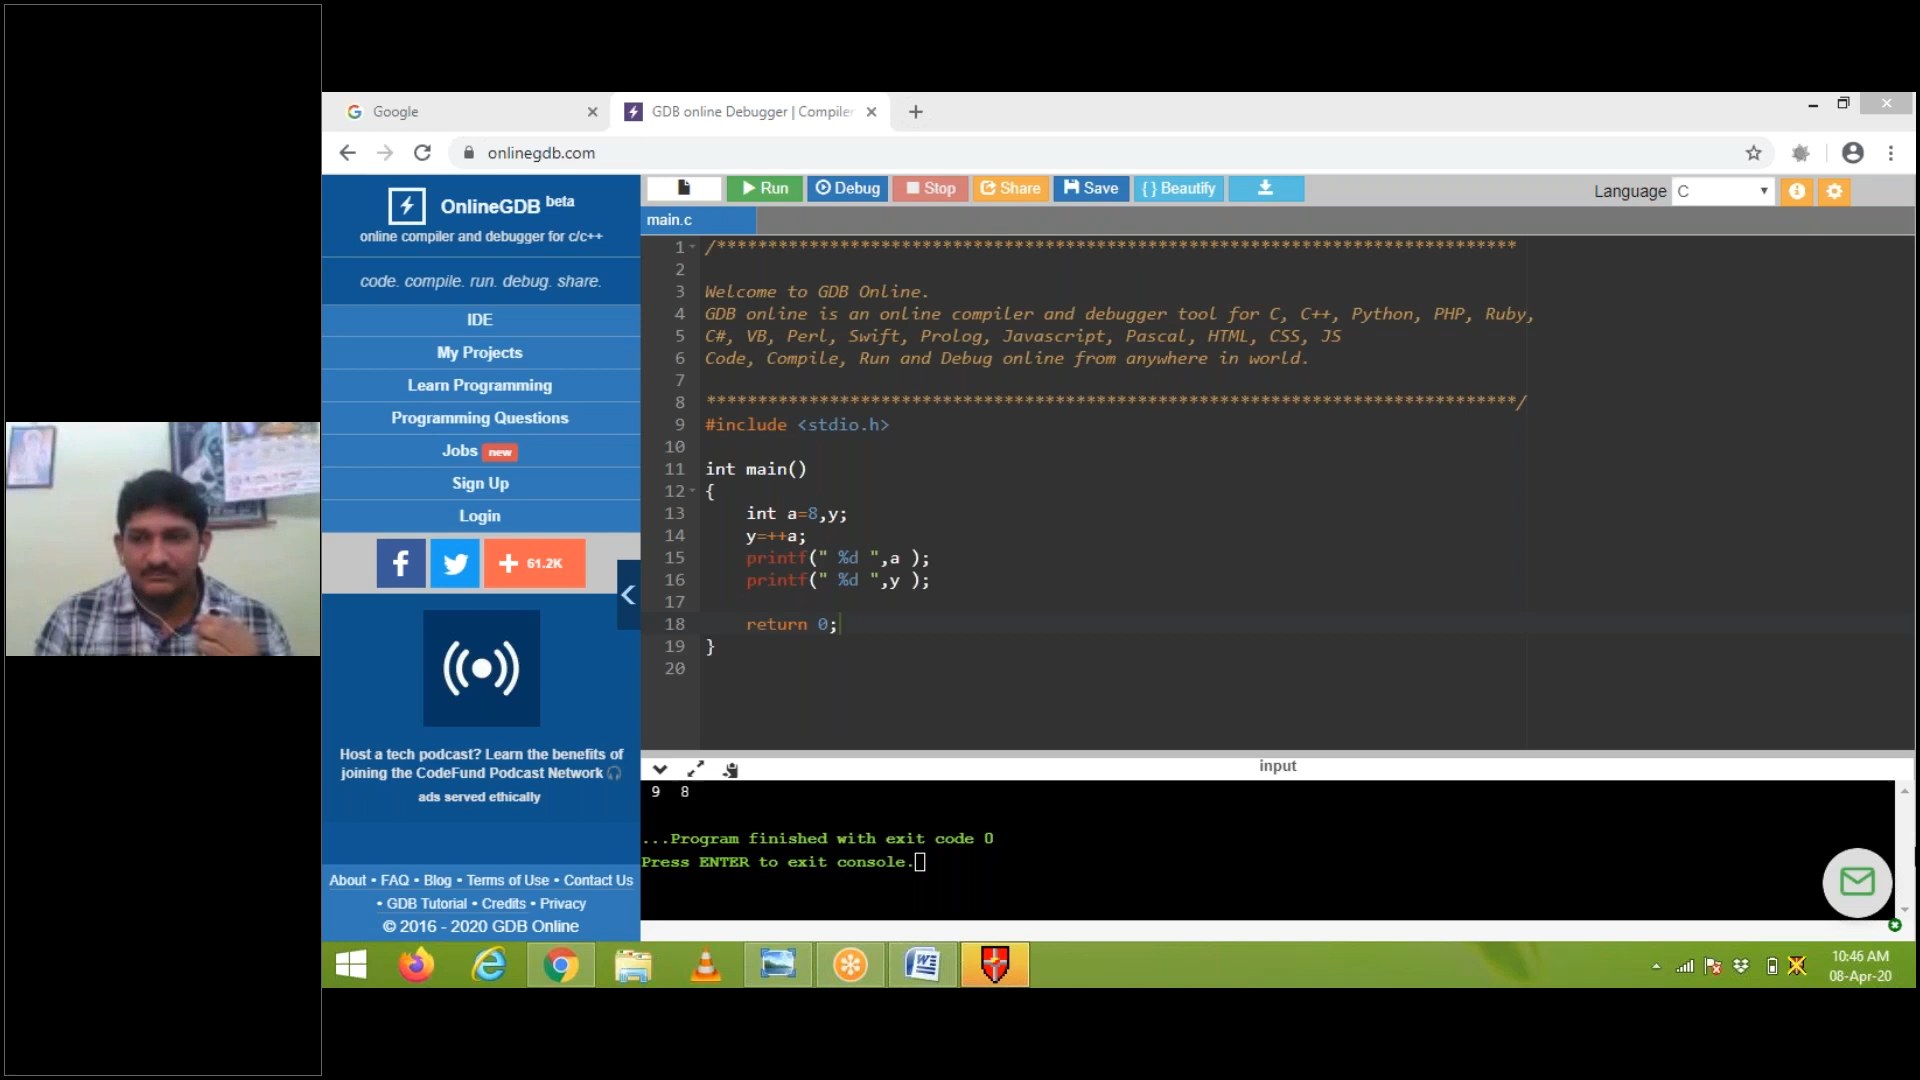 Google
GDB online Debugger | Compiler
onlinegdb.com
OnlineGDB beta
online compiler and debugger for c/c++
code. compile. run. debug. share.
IDE
My Projects
Learn Programming
Programming Questions
Jobs new
Sign Up
Login
61.2K
Host a tech podcast? Learn the benefits of
joining the CodeFund Podcast Network
ads served ethically
About • FAQ • Blog • Terms of Use • Contact Us
• GDB Tutorial • Credits • Privacy
© 2016 - 2020 GDB Online
Run Debug Stop Share Save { } Beautify Language C
main.c
1 /******************************************************************************
2
3 Welcome to GDB Online.
4 GDB online is an online compiler and debugger tool for C, C++, Python, PHP, Ruby,
5 C#, VB, Perl, Swift, Prolog, Javascript, Pascal, HTML, CSS, JS
6 Code, Compile, Run and Debug online from anywhere in world.
7
8 *******************************************************************************/
9 #include <stdio.h>
10
11 int main()
12 {
13 int a=8,y;
14 y=++a;
15 printf(" %d ",a );
16 printf(" %d ",y );
17
18 return 0;
19 }
20
input
9 8
...Program finished with exit code 0
Press ENTER to exit console.
10:46 AM
08-Apr-20